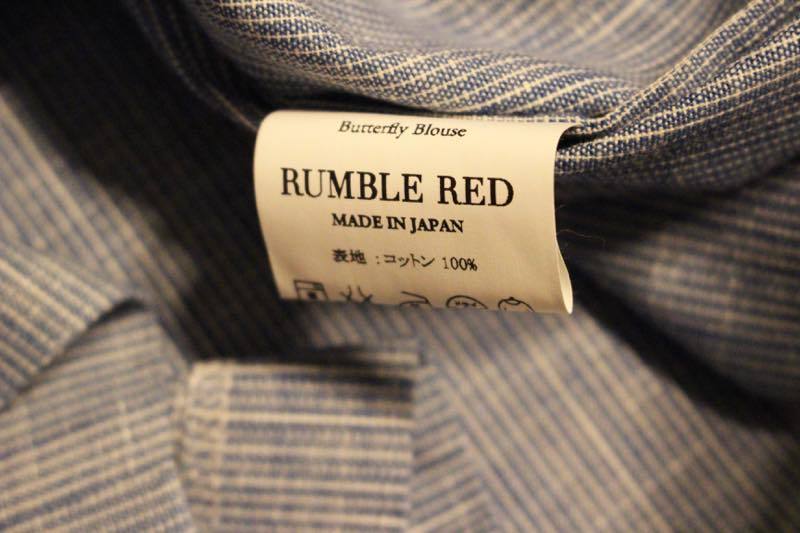 Butterfly Blouse
RUMBLE RED
MADE IN JAPAN
表地 : コットン 100%